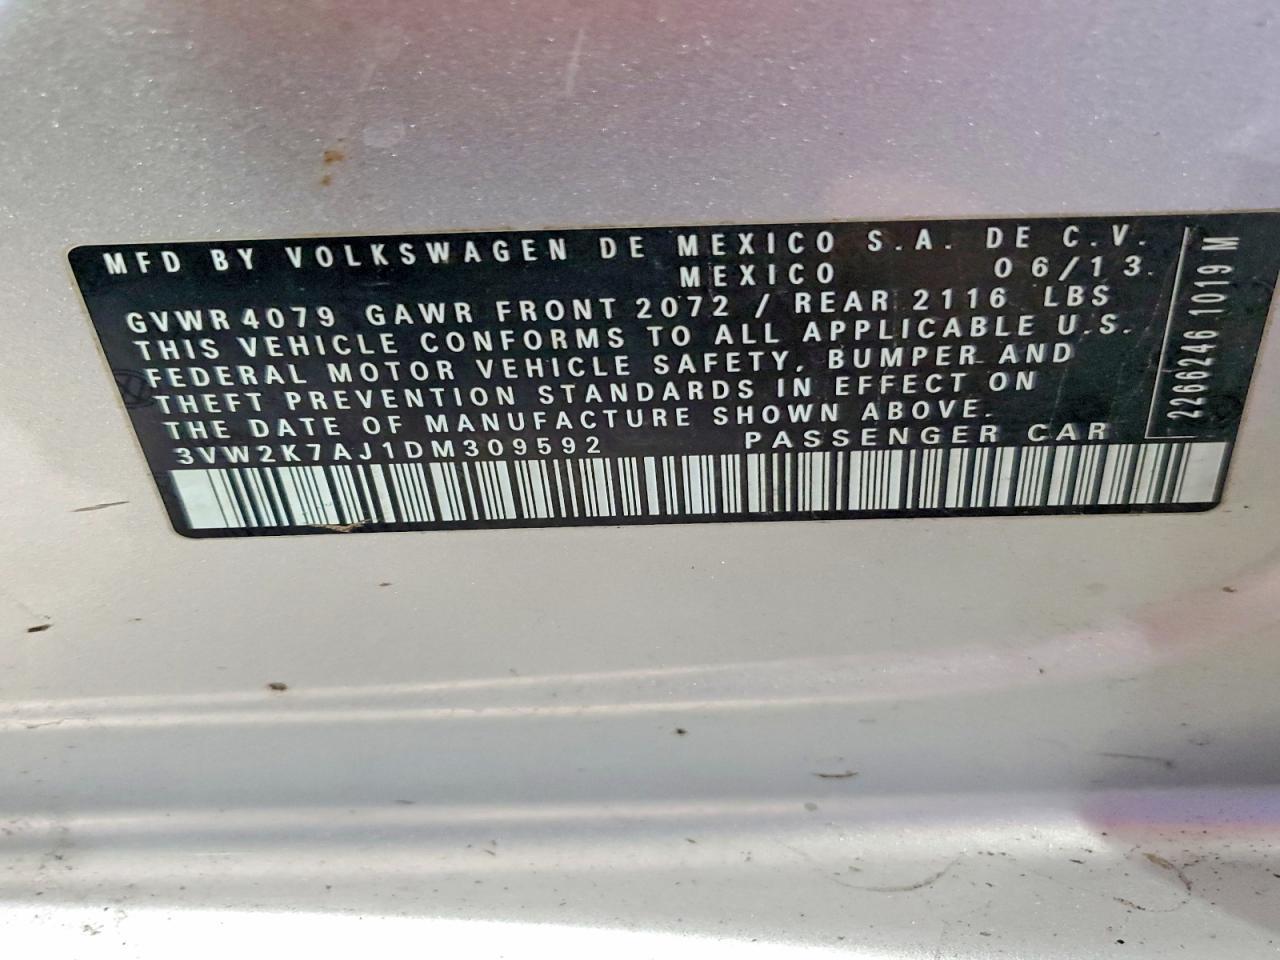 MFD BY VOLKSWAGEN DE MEXICO S.A. DE C.V.
MEXICO 06/13
GVWR 4079 GAWR FRONT 2072 / REAR 2116 LBS
THIS VEHICLE CONFORMS TO ALL APPLICABLE U.S.
FEDERAL MOTOR VEHICLE SAFETY, BUMPER AND
THEFT PREVENTION STANDARDS IN EFFECT ON
THE DATE OF MANUFACTURE SHOWN ABOVE.
3VW2K7AJ1DM309592 PASSENGER CAR
2266246 1019 M